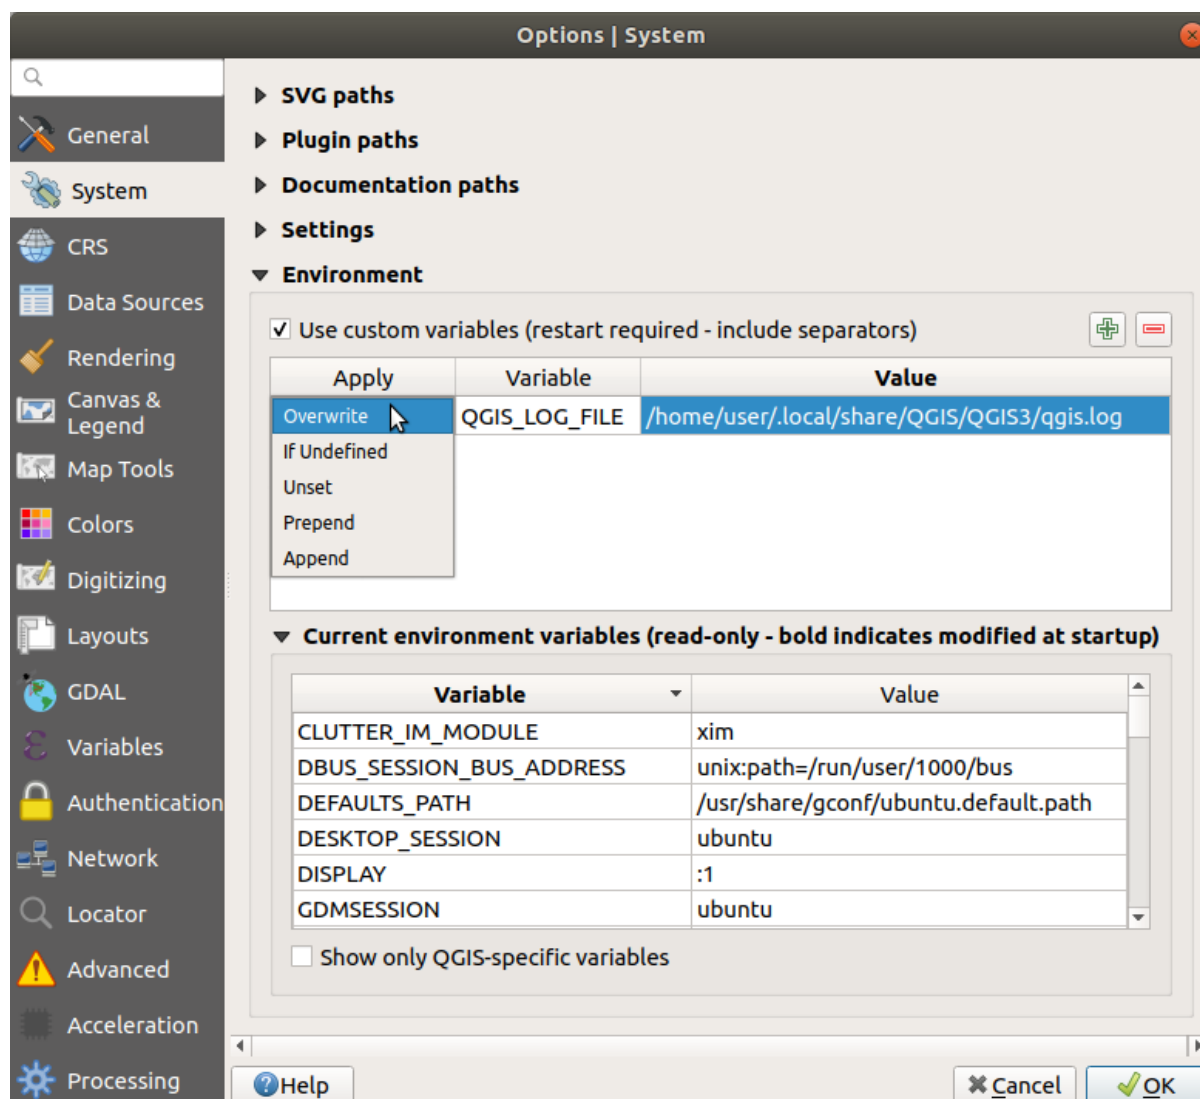 Options | System
General
System
CRS
Data Sources
Rendering
Canvas &
Legend
Map Tools
Colors
Digitizing
Layouts
GDAL
Variables
Authentication
Network
Locator
Advanced
Acceleration
Processing
SVG paths
Plugin paths
Documentation paths
Settings
Environment
Use custom variables (restart required - include separators)
Apply Variable Value
Overwrite QGIS_LOG_FILE /home/user/.local/share/QGIS/QGIS3/qgis.log
If Undefined
Unset
Prepend
Append
Current environment variables (read-only - bold indicates modified at startup)
Variable Value
CLUTTER_IM_MODULE xim
DBUS_SESSION_BUS_ADDRESS unix:path=/run/user/1000/bus
DEFAULTS_PATH /usr/share/gconf/ubuntu.default.path
DESKTOP_SESSION ubuntu
DISPLAY :1
GDMSESSION ubuntu
Show only QGIS-specific variables
Help Cancel OK